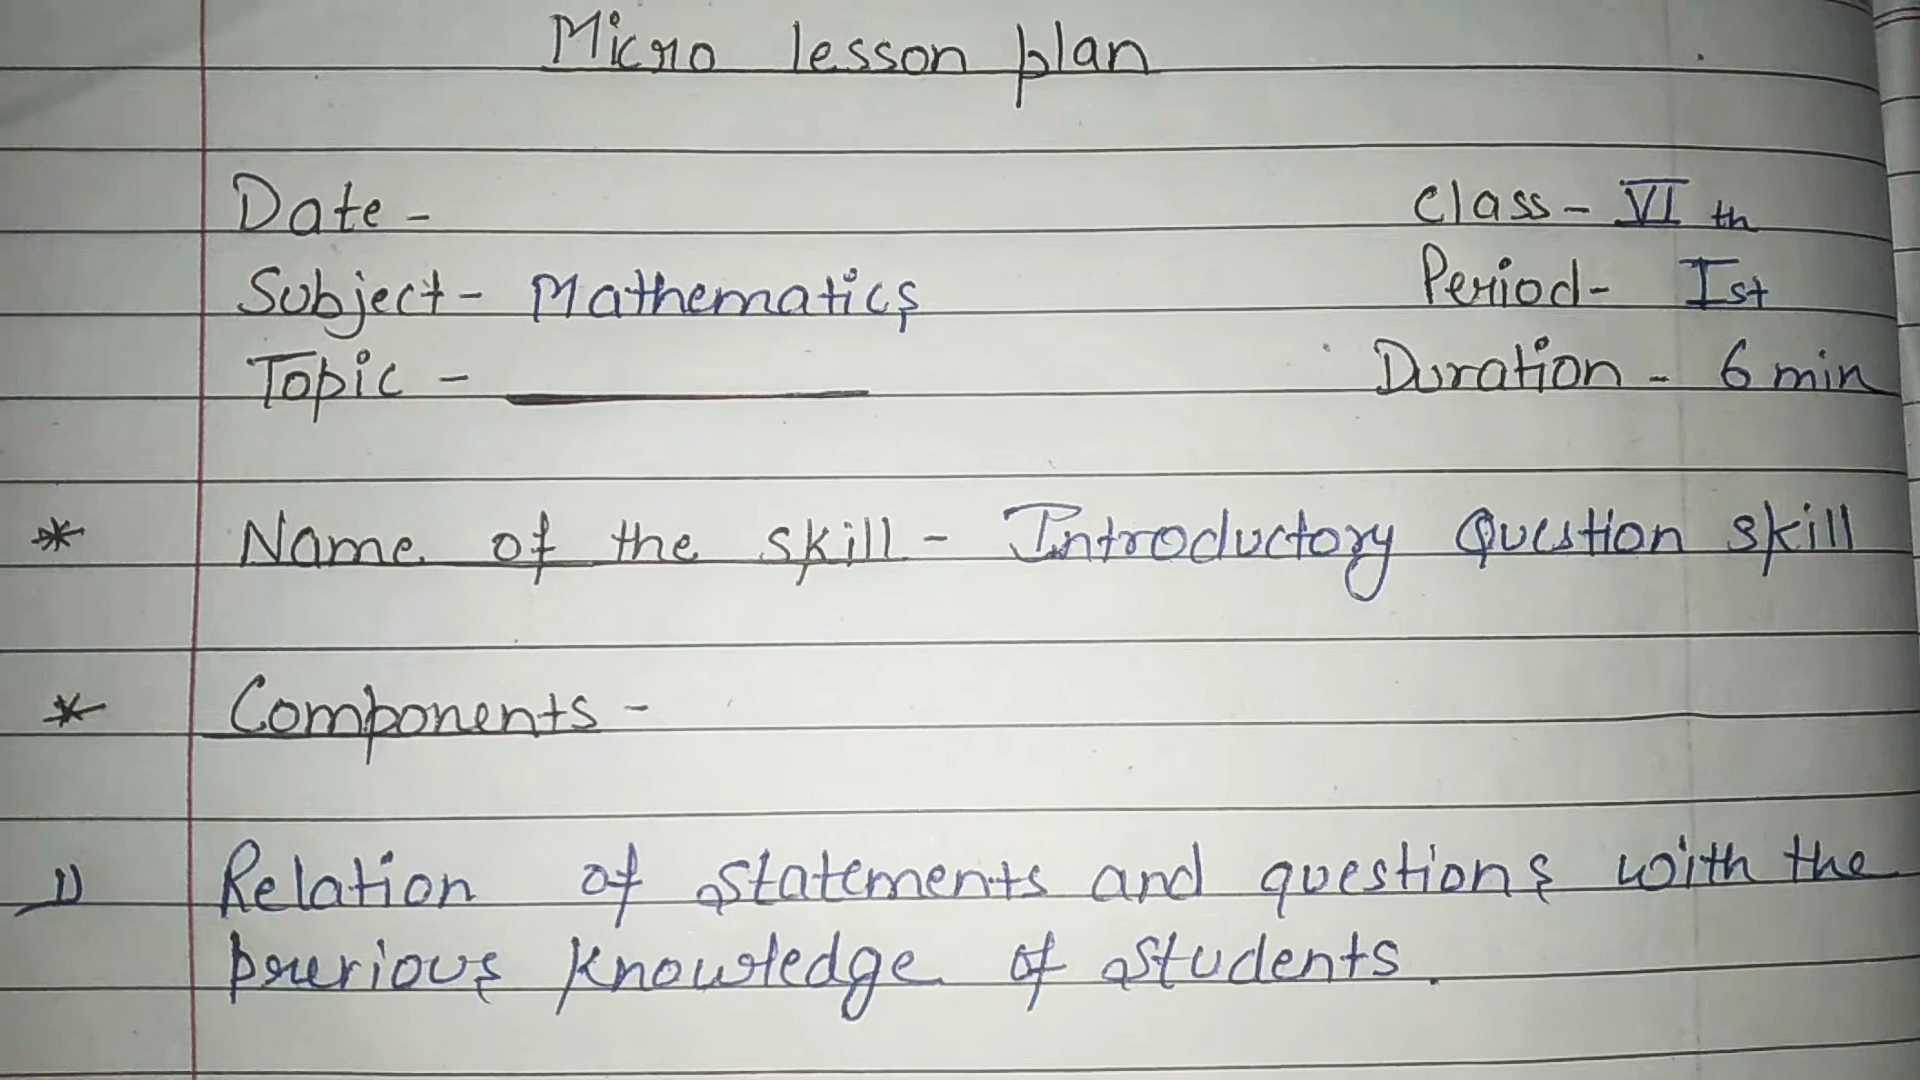 Micro lesson plan
Date - Class - VI th
Subject - Mathematics Period - Ist
Topic - Duration - 6 min
* Name of the skill - Introductory Question skill
* Components -
1) Relation of statements and questions with the
previous knowledge of students.